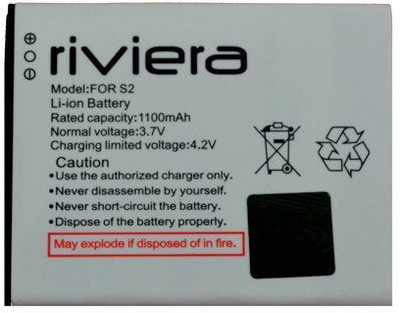 riviera
Model:FOR S2
Li-ion Battery
Rated capacity:1100mAh
Normal voltage:3.7V
Charging limited voltage:4.2V
Caution
•Use the authorized charger only.
•Never disassemble by yourself.
•Never short-circuit the battery.
•Dispose of the battery properly.
May explode if disposed of in fire.